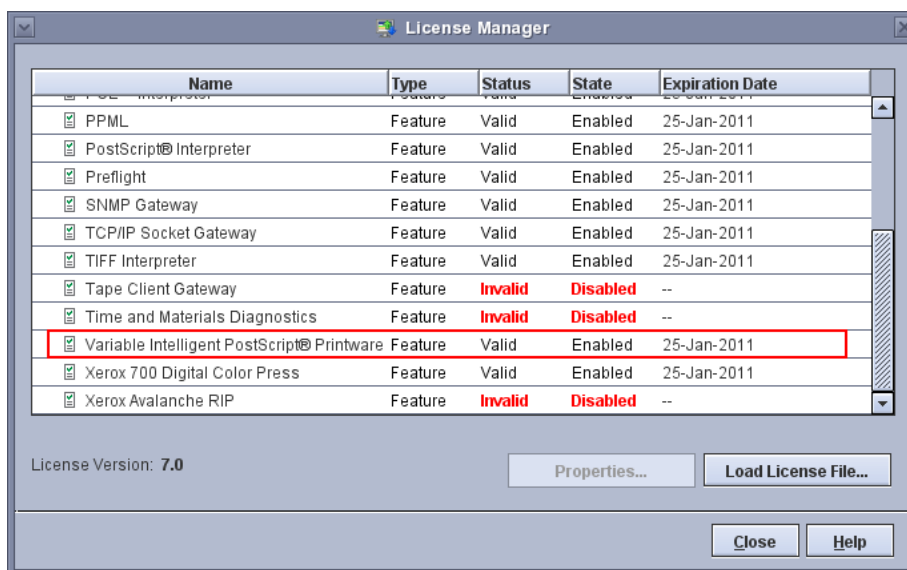 License Manager
Name Type Status State Expiration Date
PPML Feature Valid Enabled 25-Jan-2011
PostScript® Interpreter Feature Valid Enabled 25-Jan-2011
Preflight Feature Valid Enabled 25-Jan-2011
SNMP Gateway Feature Valid Enabled 25-Jan-2011
TCP/IP Socket Gateway Feature Valid Enabled 25-Jan-2011
TIFF Interpreter Feature Valid Enabled 25-Jan-2011
Tape Client Gateway Feature Invalid Disabled --
Time and Materials Diagnostics Feature Invalid Disabled --
Variable Intelligent PostScript® Printware Feature Valid Enabled 25-Jan-2011
Xerox 700 Digital Color Press Feature Valid Enabled 25-Jan-2011
Xerox Avalanche RIP Feature Invalid Disabled --
License Version: 7.0
Properties... Load License File...
Close Help